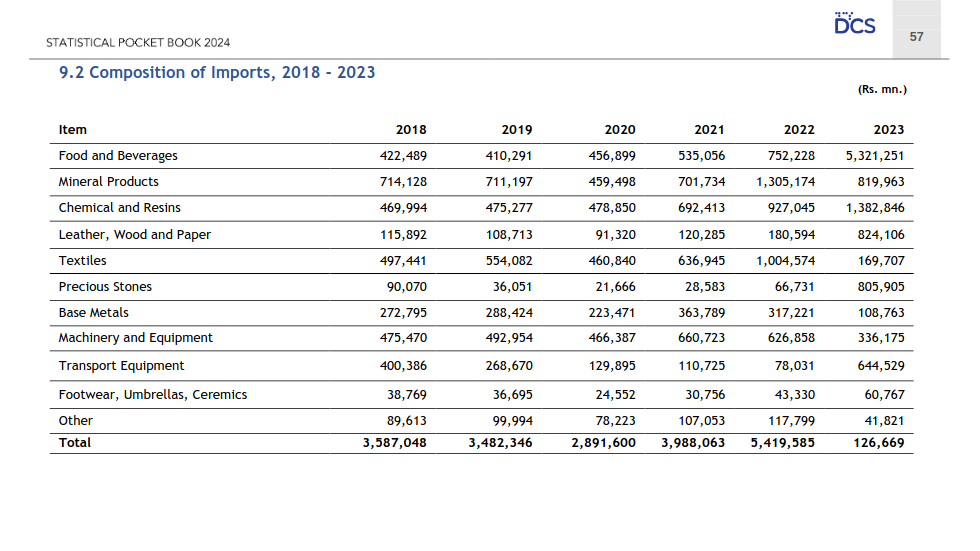 DCS
STATISTICAL POCKET BOOK 2024 57
9.2 Composition of Imports, 2018 - 2023
(Rs. mn.)
Item 2018 2019 2020 2021 2022 2023
Food and Beverages 422,489 410,291 456,899 535,056 752,228 5,321,251
Mineral Products 714,128 711,197 459,498 701,734 1,305,174 819,963
Chemical and Resins 469,994 475,277 478,850 692,413 927,045 1,382,846
Leather, Wood and Paper 115,892 108,713 91,320 120,285 180,594 824,106
Textiles 497,441 554,082 460,840 636,945 1,004,574 169,707
Precious Stones 90,070 36,051 21,666 28,583 66,731 805,905
Base Metals 272,795 288,424 223,471 363,789 317,221 108,763
Machinery and Equipment 475,470 492,954 466,387 660,723 626,858 336,175
Transport Equipment 400,386 268,670 129,895 110,725 78,031 644,529
Footwear, Umbrellas, Ceremics 38,769 36,695 24,552 30,756 43,330 60,767
Other 89,613 99,994 78,223 107,053 117,799 41,821
Total 3,587,048 3,482,346 2,891,600 3,988,063 5,419,585 126,669